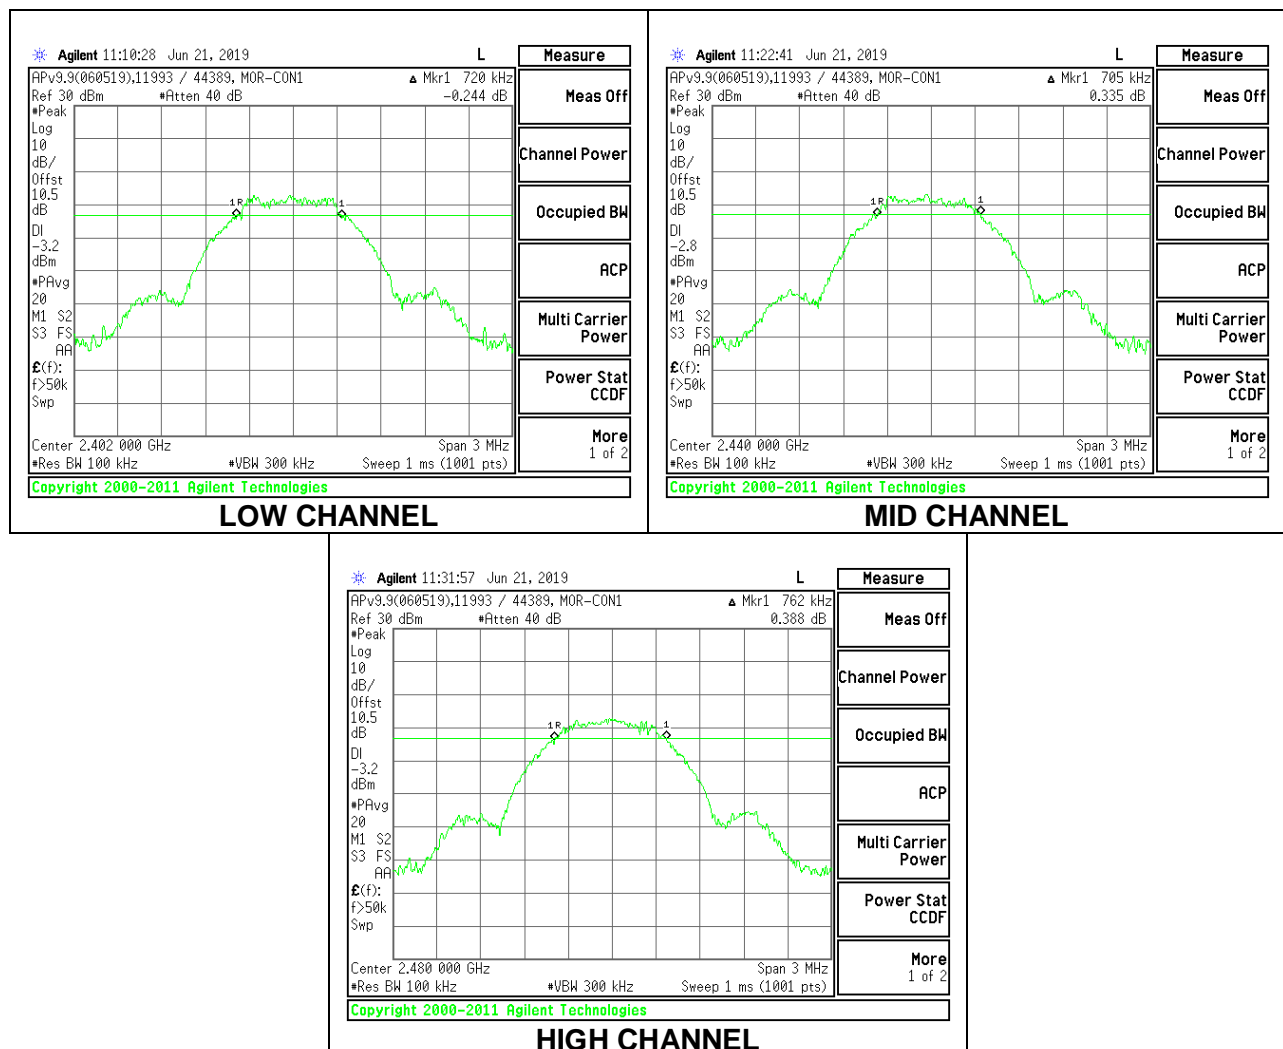 Agilent 11:10:28 Jun 21, 2019 L
APv9.9(060519),11993 / 44389, MOR-CON1 Δ Mkr1 720 kHz
Ref 30 dBm #Atten 40 dB -0.244 dB
#Peak
Log
10
dB/
Offst
10.5
dB
DI
-3.2
dBm
#PAvg
20
M1 S2
S3 FS
AA
£(f):
f>50k
Swp
1R 1
Center 2.402 000 GHz Span 3 MHz
#Res BW 100 kHz #VBW 300 kHz Sweep 1 ms (1001 pts)
Copyright 2000-2011 Agilent Technologies
Measure
Meas Off
Channel Power
Occupied BW
ACP
Multi Carrier
Power
Power Stat
CCDF
More
1 of 2
LOW CHANNEL
Agilent 11:22:41 Jun 21, 2019 L
APv9.9(060519),11993 / 44389, MOR-CON1 Δ Mkr1 705 kHz
Ref 30 dBm #Atten 40 dB 0.335 dB
#Peak
Log
10
dB/
Offst
10.5
dB
DI
-2.8
dBm
#PAvg
20
M1 S2
S3 FS
AA
£(f):
f>50k
Swp
1R 1
Center 2.440 000 GHz Span 3 MHz
#Res BW 100 kHz #VBW 300 kHz Sweep 1 ms (1001 pts)
Copyright 2000-2011 Agilent Technologies
Measure
Meas Off
Channel Power
Occupied BW
ACP
Multi Carrier
Power
Power Stat
CCDF
More
1 of 2
MID CHANNEL
Agilent 11:31:57 Jun 21, 2019 L
APv9.9(060519),11993 / 44389, MOR-CON1 Δ Mkr1 762 kHz
Ref 30 dBm #Atten 40 dB 0.388 dB
#Peak
Log
10
dB/
Offst
10.5
dB
DI
-3.2
dBm
#PAvg
20
M1 S2
S3 FS
AA
£(f):
f>50k
Swp
1R 1
Center 2.480 000 GHz Span 3 MHz
#Res BW 100 kHz #VBW 300 kHz Sweep 1 ms (1001 pts)
Copyright 2000-2011 Agilent Technologies
Measure
Meas Off
Channel Power
Occupied BW
ACP
Multi Carrier
Power
Power Stat
CCDF
More
1 of 2
HIGH CHANNEL